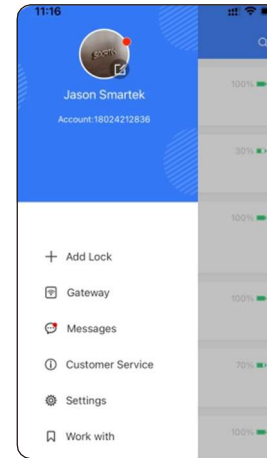 11:16
100%
Jason Smartek
Account:18024212836
30%
100%
Add Lock
Gateway
100%
Messages
Customer Service
70%
Settings
Work with
100%